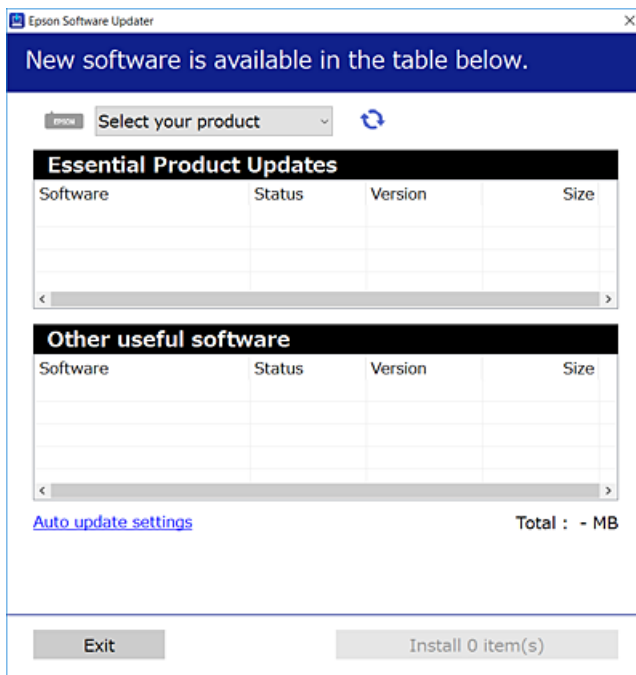 Epson Software Updater
New software is available in the table below.
EPSON Select your product
Essential Product Updates
Software Status Version Size
Other useful software
Software Status Version Size
Auto update settings Total : - MB
Exit Install 0 item(s)